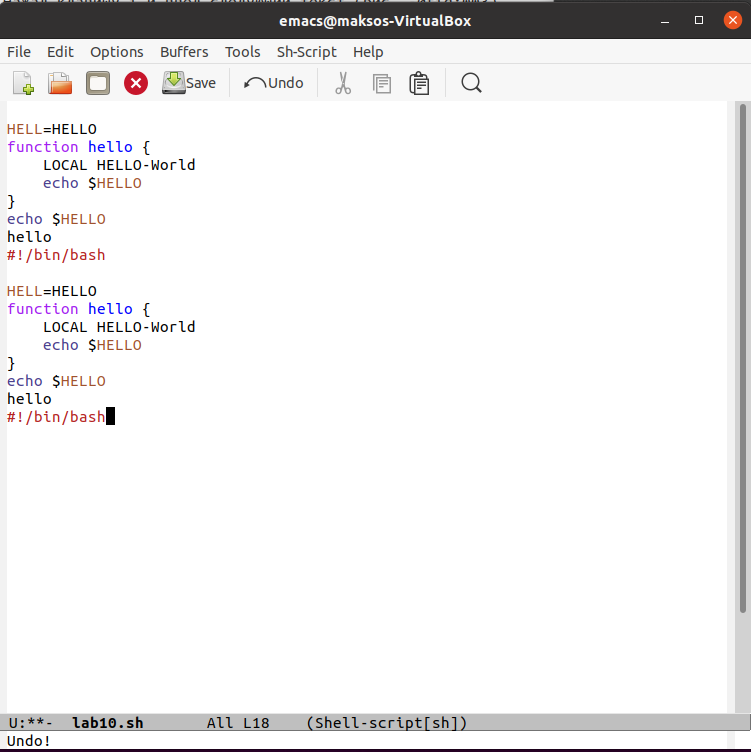 emacs@maksos-VirtualBox
File Edit Options Buffers Tools Sh-Script Help
Save Undo
HELL=HELLO
function hello {
    LOCAL HELLO-World
    echo $HELLO
}
echo $HELLO
hello
#!/bin/bash
HELL=HELLO
function hello {
    LOCAL HELLO-World
    echo $HELLO
}
echo $HELLO
hello
#!/bin/bash
U:**-  lab10.sh       All L18    (Shell-script[sh])
Undo!